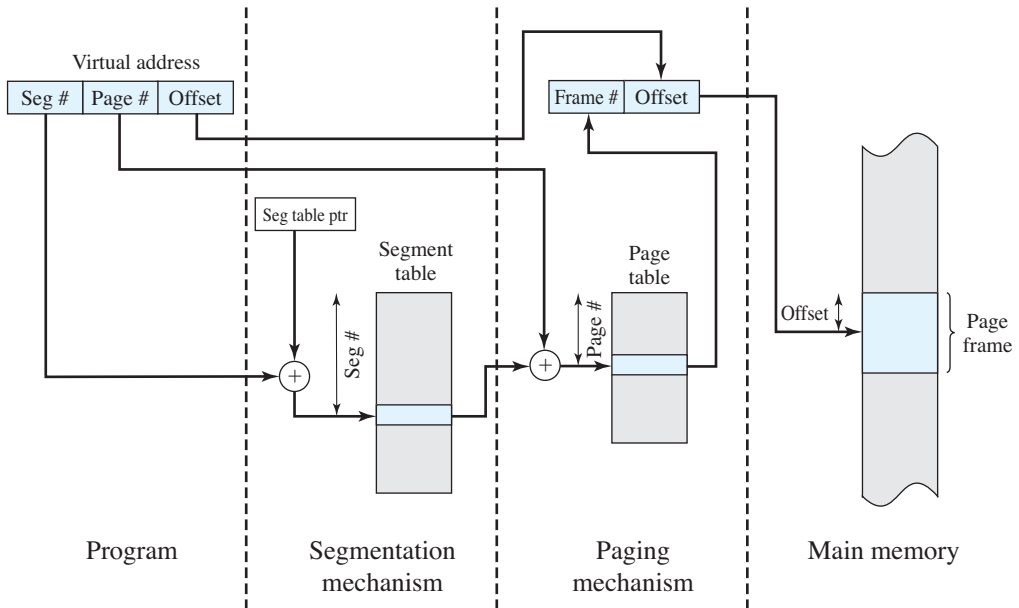 Virtual address
Seg # Page # Offset
Frame # Offset
Seg table ptr
Segment
table
Seg #
+
Page
table
Page #
+
Offset
Page
frame
Program
Segmentation
mechanism
Paging
mechanism
Main memory